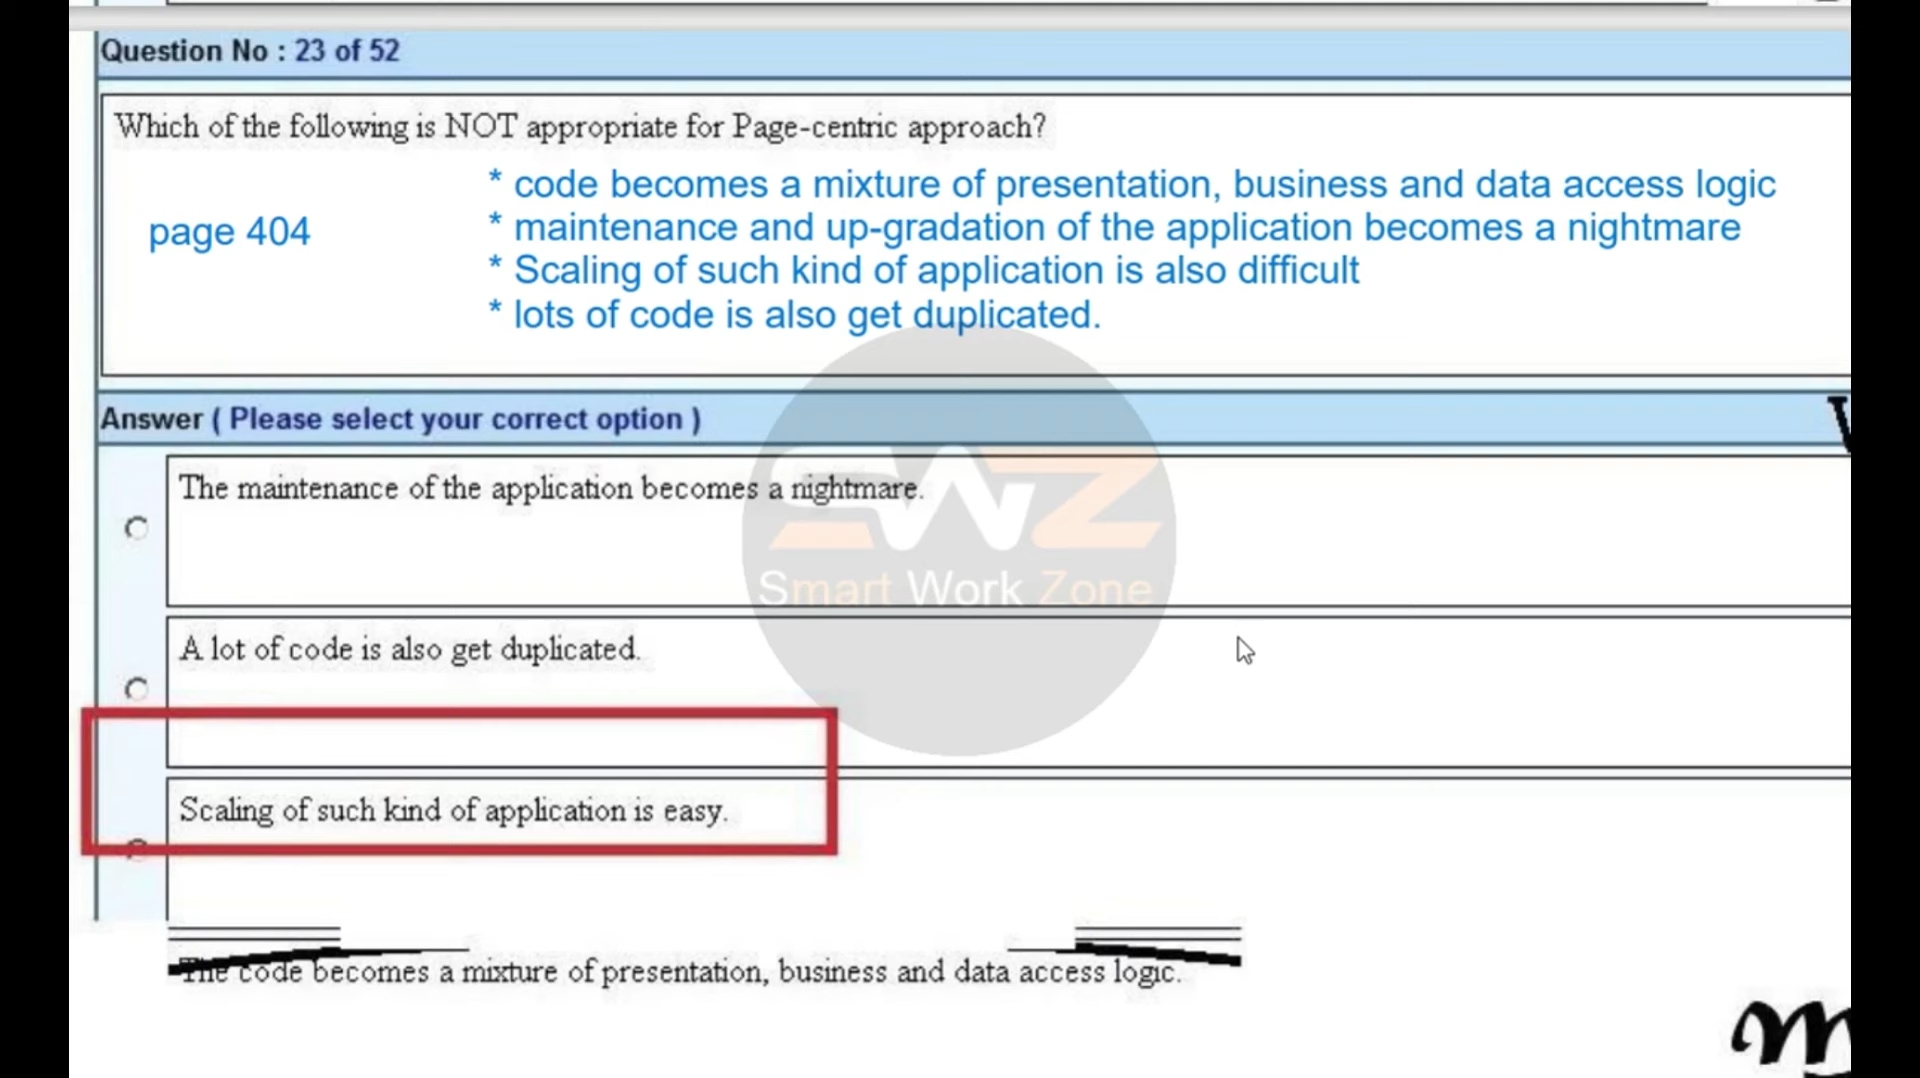 Question No : 23 of 52
Which of the following is NOT appropriate for Page-centric approach?
* code becomes a mixture of presentation, business and data access logic
page 404
* maintenance and up-gradation of the application becomes a nightmare
* Scaling of such kind of application is also difficult
* lots of code is also get duplicated.
Answer ( Please select your correct option )
The maintenance of the application becomes a nightmare.
SWZ
Smart Work Zone
A lot of code is also get duplicated.
Scaling of such kind of application is easy.
The code becomes a mixture of presentation, business and data access logic.